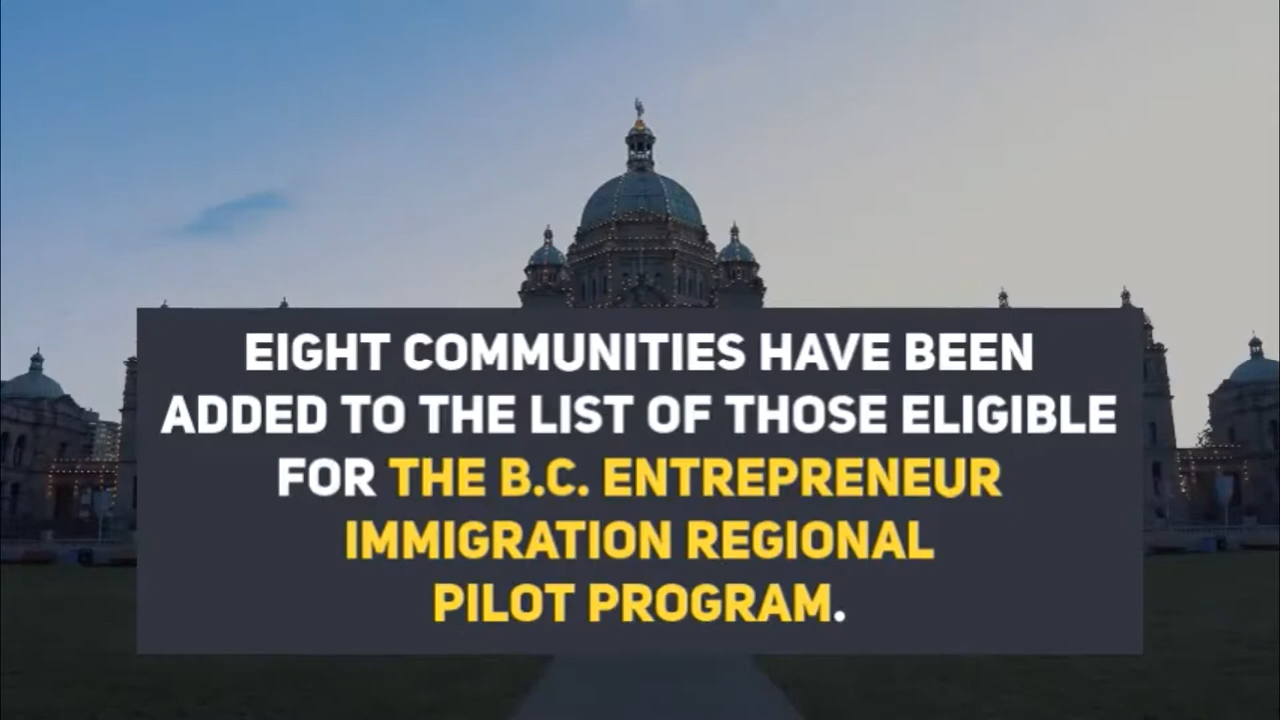 EIGHT COMMUNITIES HAVE BEEN
ADDED TO THE LIST OF THOSE ELIGIBLE
FOR THE B.C. ENTREPRENEUR
IMMIGRATION REGIONAL
PILOT PROGRAM.